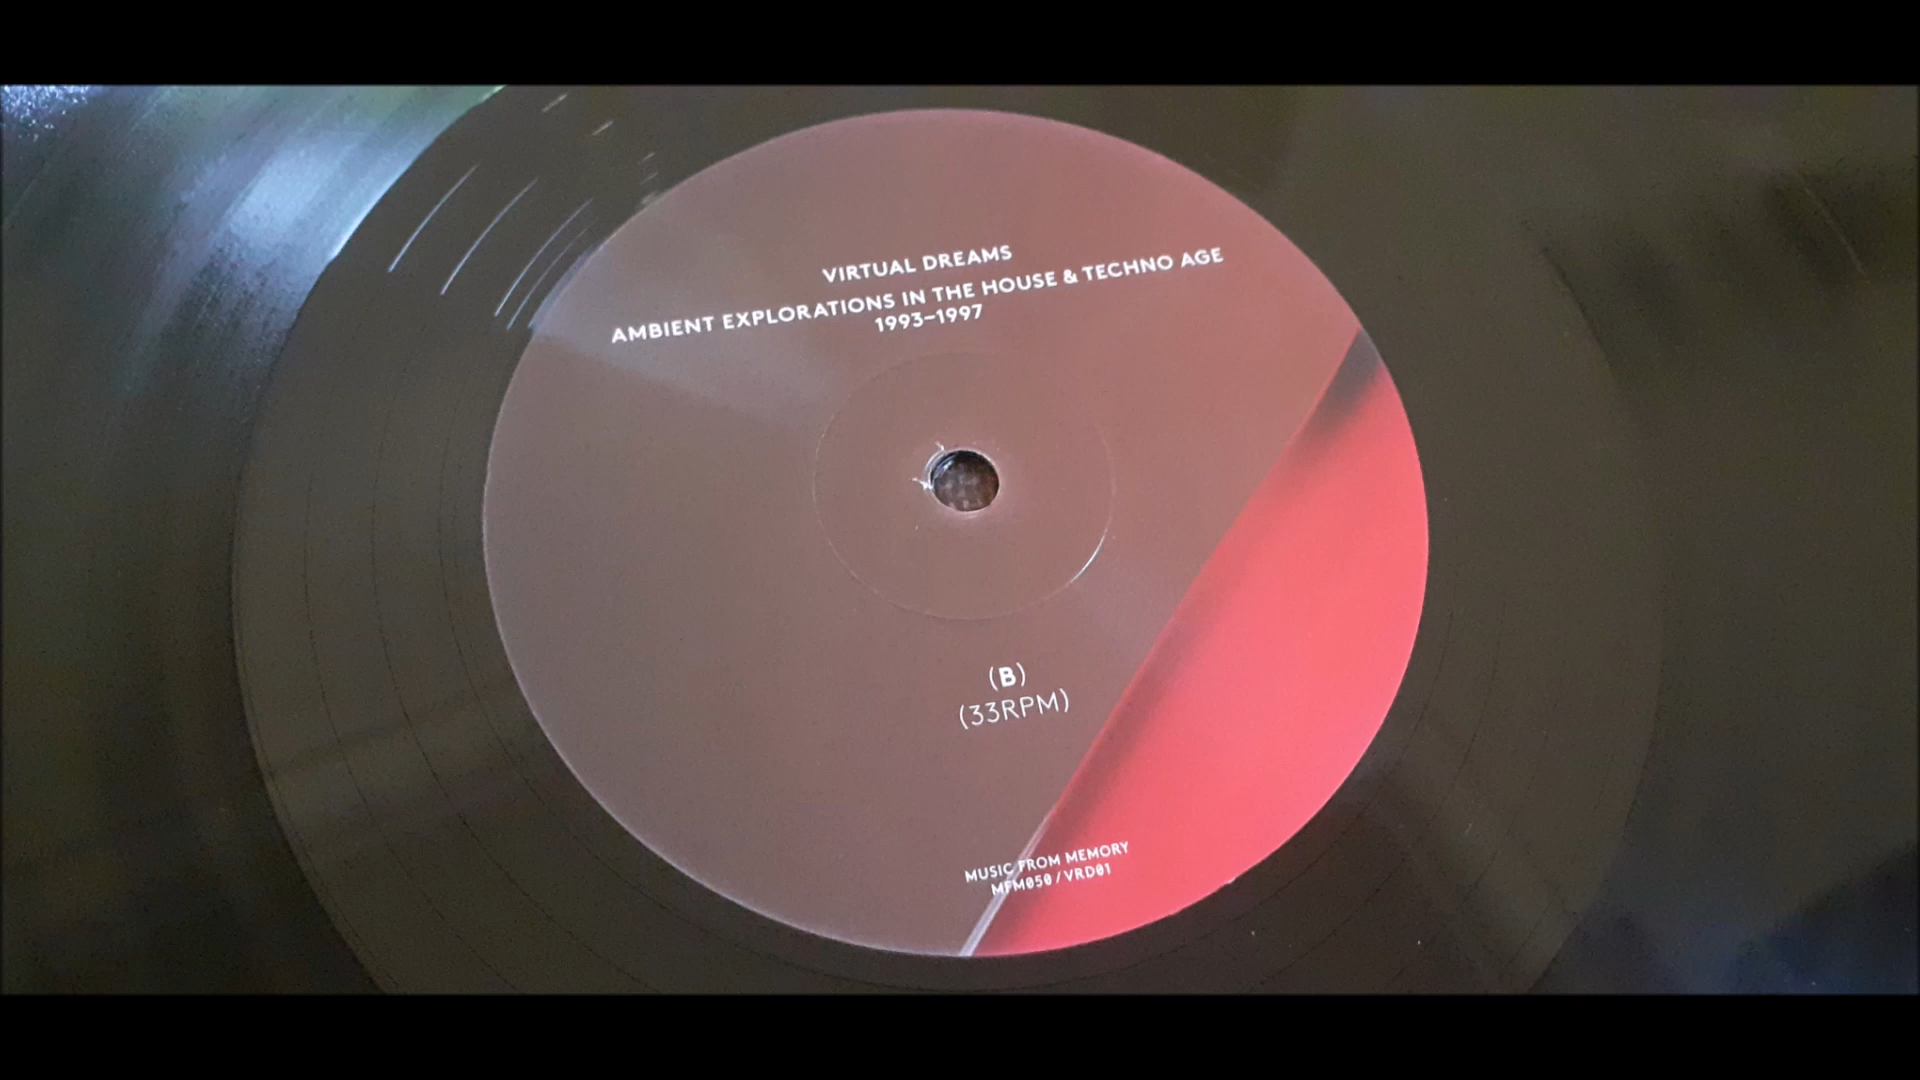 VIRTUAL DREAMS
AMBIENT EXPLORATIONS IN THE HOUSE & TECHNO AGE
1993–1997
(B)
(33RPM)
MUSIC FROM MEMORY
MFM050 / VRD01